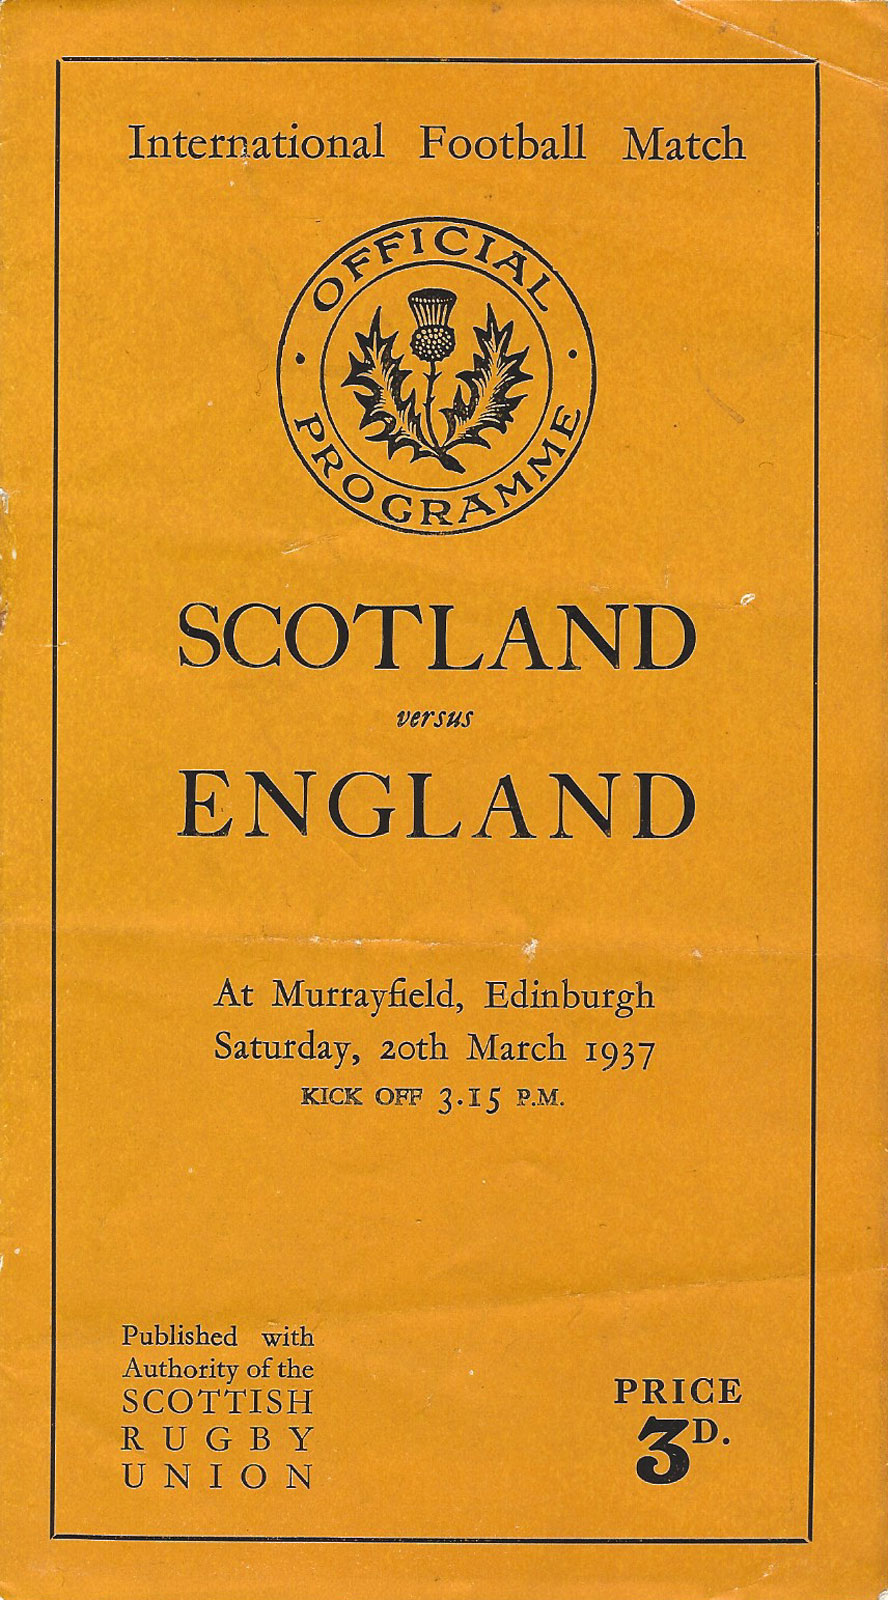 International Football Match
OFFICIAL
PROGRAMME
SCOTLAND
versus
ENGLAND
At Murrayfield, Edinburgh
Saturday, 20th March 1937
KICK OFF 3.15 P.M.
Published with
Authority of the
SCOTTISH
RUGBY
UNION
PRICE
3D.